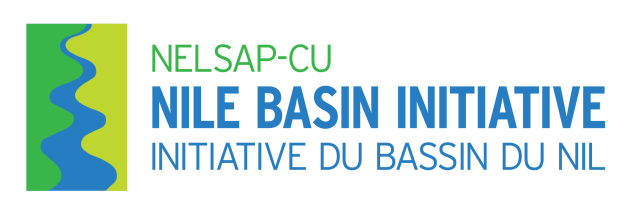 NELSAP-CU
NILE BASIN INITIATIVE
INITIATIVE DU BASSIN DU NIL